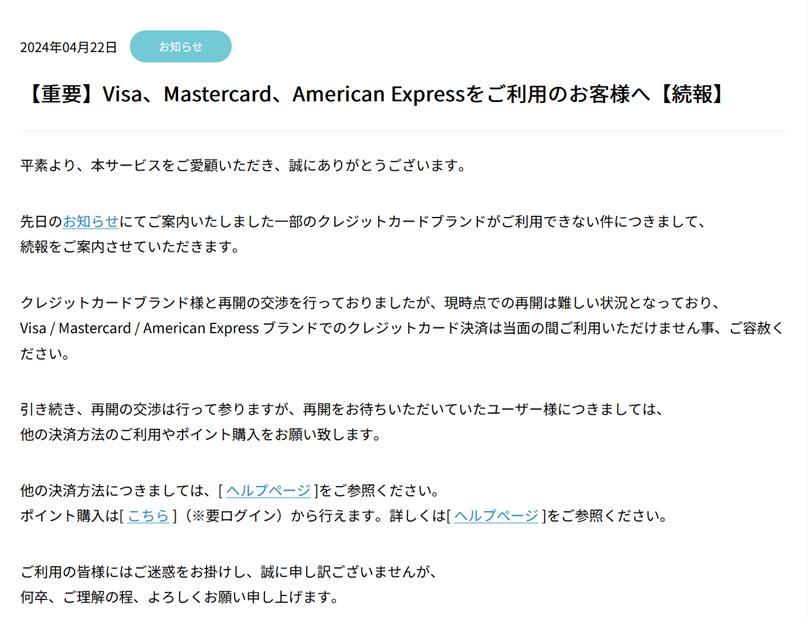 2024年04月22日 お知らせ
【重要】Visa、Mastercard、American Expressをご利用のお客様へ【続報】
平素より、本サービスをご愛顧いただき、誠にありがとうございます。
先日のお知らせにてご案内いたしました一部のクレジットカードブランドがご利用できない件につきまして、
続報をご案内させていただきます。
クレジットカードブランド様と再開の交渉を行っておりましたが、現時点での再開は難しい状況となっており、
Visa / Mastercard / American Express ブランドでのクレジットカード決済は当面の間ご利用いただけません事、ご容赦く
ださい。
引き続き、再開の交渉は行って参りますが、再開をお待ちいただいていたユーザー様につきましては、
他の決済方法のご利用やポイント購入をお願い致します。
他の決済方法につきましては、[ ヘルプページ ]をご参照ください。
ポイント購入は[ こちら ]（※要ログイン）から行えます。詳しくは[ ヘルプページ ]をご参照ください。
ご利用の皆様にはご迷惑をお掛けし、誠に申し訳ございませんが、
何卒、ご理解の程、よろしくお願い申し上げます。